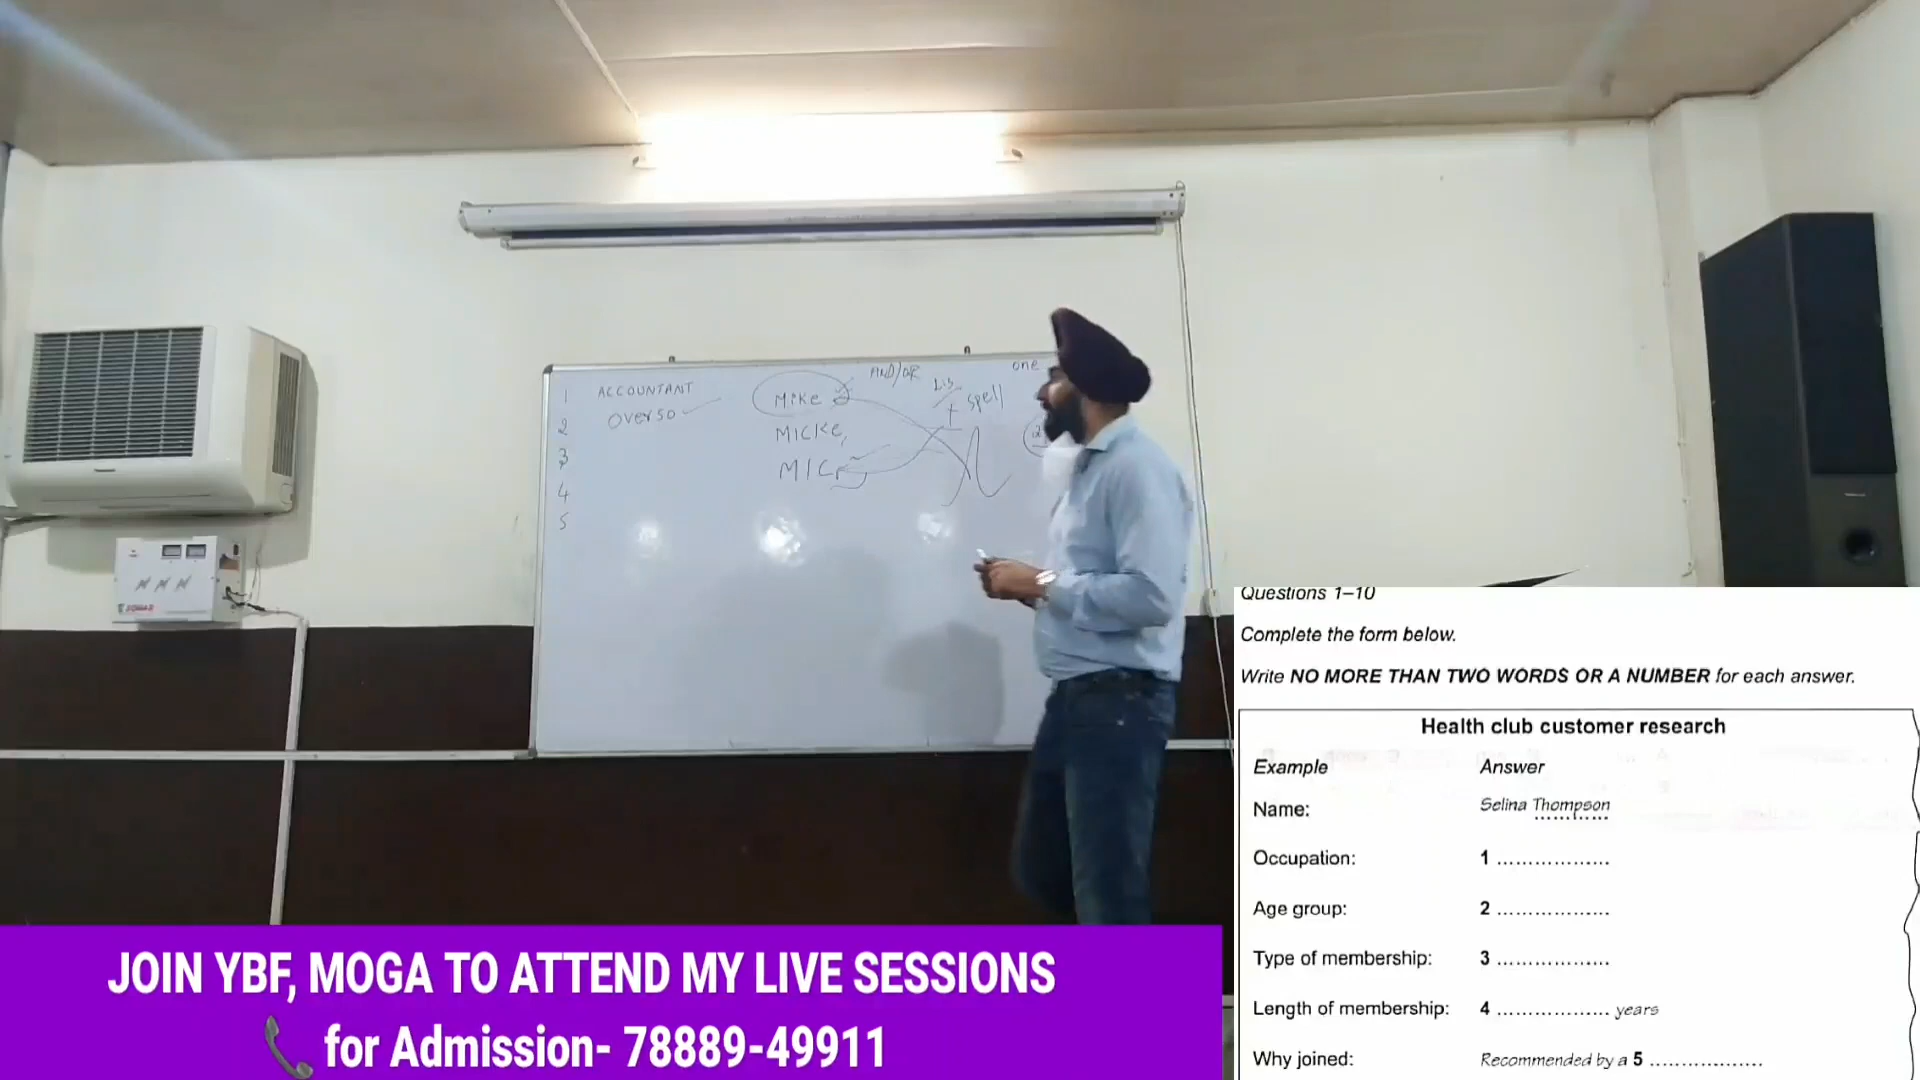 1 ACCOUNTANT
2 over 50
3
4
5
Mike
MICKE
AND/OR
spell
one
Questions 1–10
Complete the form below.
Write NO MORE THAN TWO WORDS OR A NUMBER for each answer.
Health club customer research
Example Answer
Name: Selina Thompson
Occupation: 1 ..................
Age group: 2 ..................
Type of membership: 3 ..................
Length of membership: 4 .................. years
Why joined: Recommended by a 5 ..................
JOIN YBF, MOGA TO ATTEND MY LIVE SESSIONS
for Admission- 78889-49911